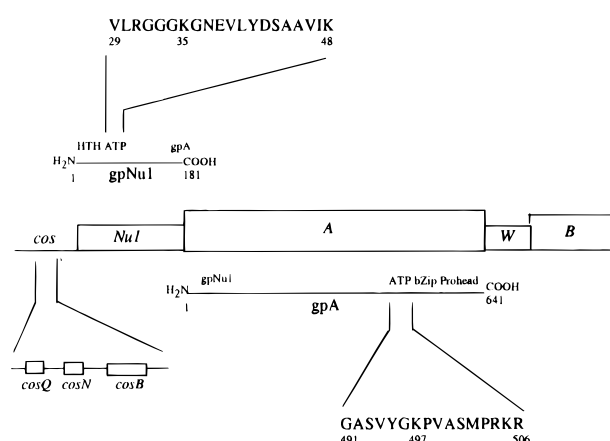 VLRGGGKGNEVLYDSAAVIK
29 35 48
HTH ATP gpA
H₂N COOH
1 gpNu1 181
cos Nu1 A W B
gpNu1 ATP bZip Prohead
H₂N COOH
1 gpA 641
cosQ cosN cosB
GASVYGKPVASMPRKR
491 497 506